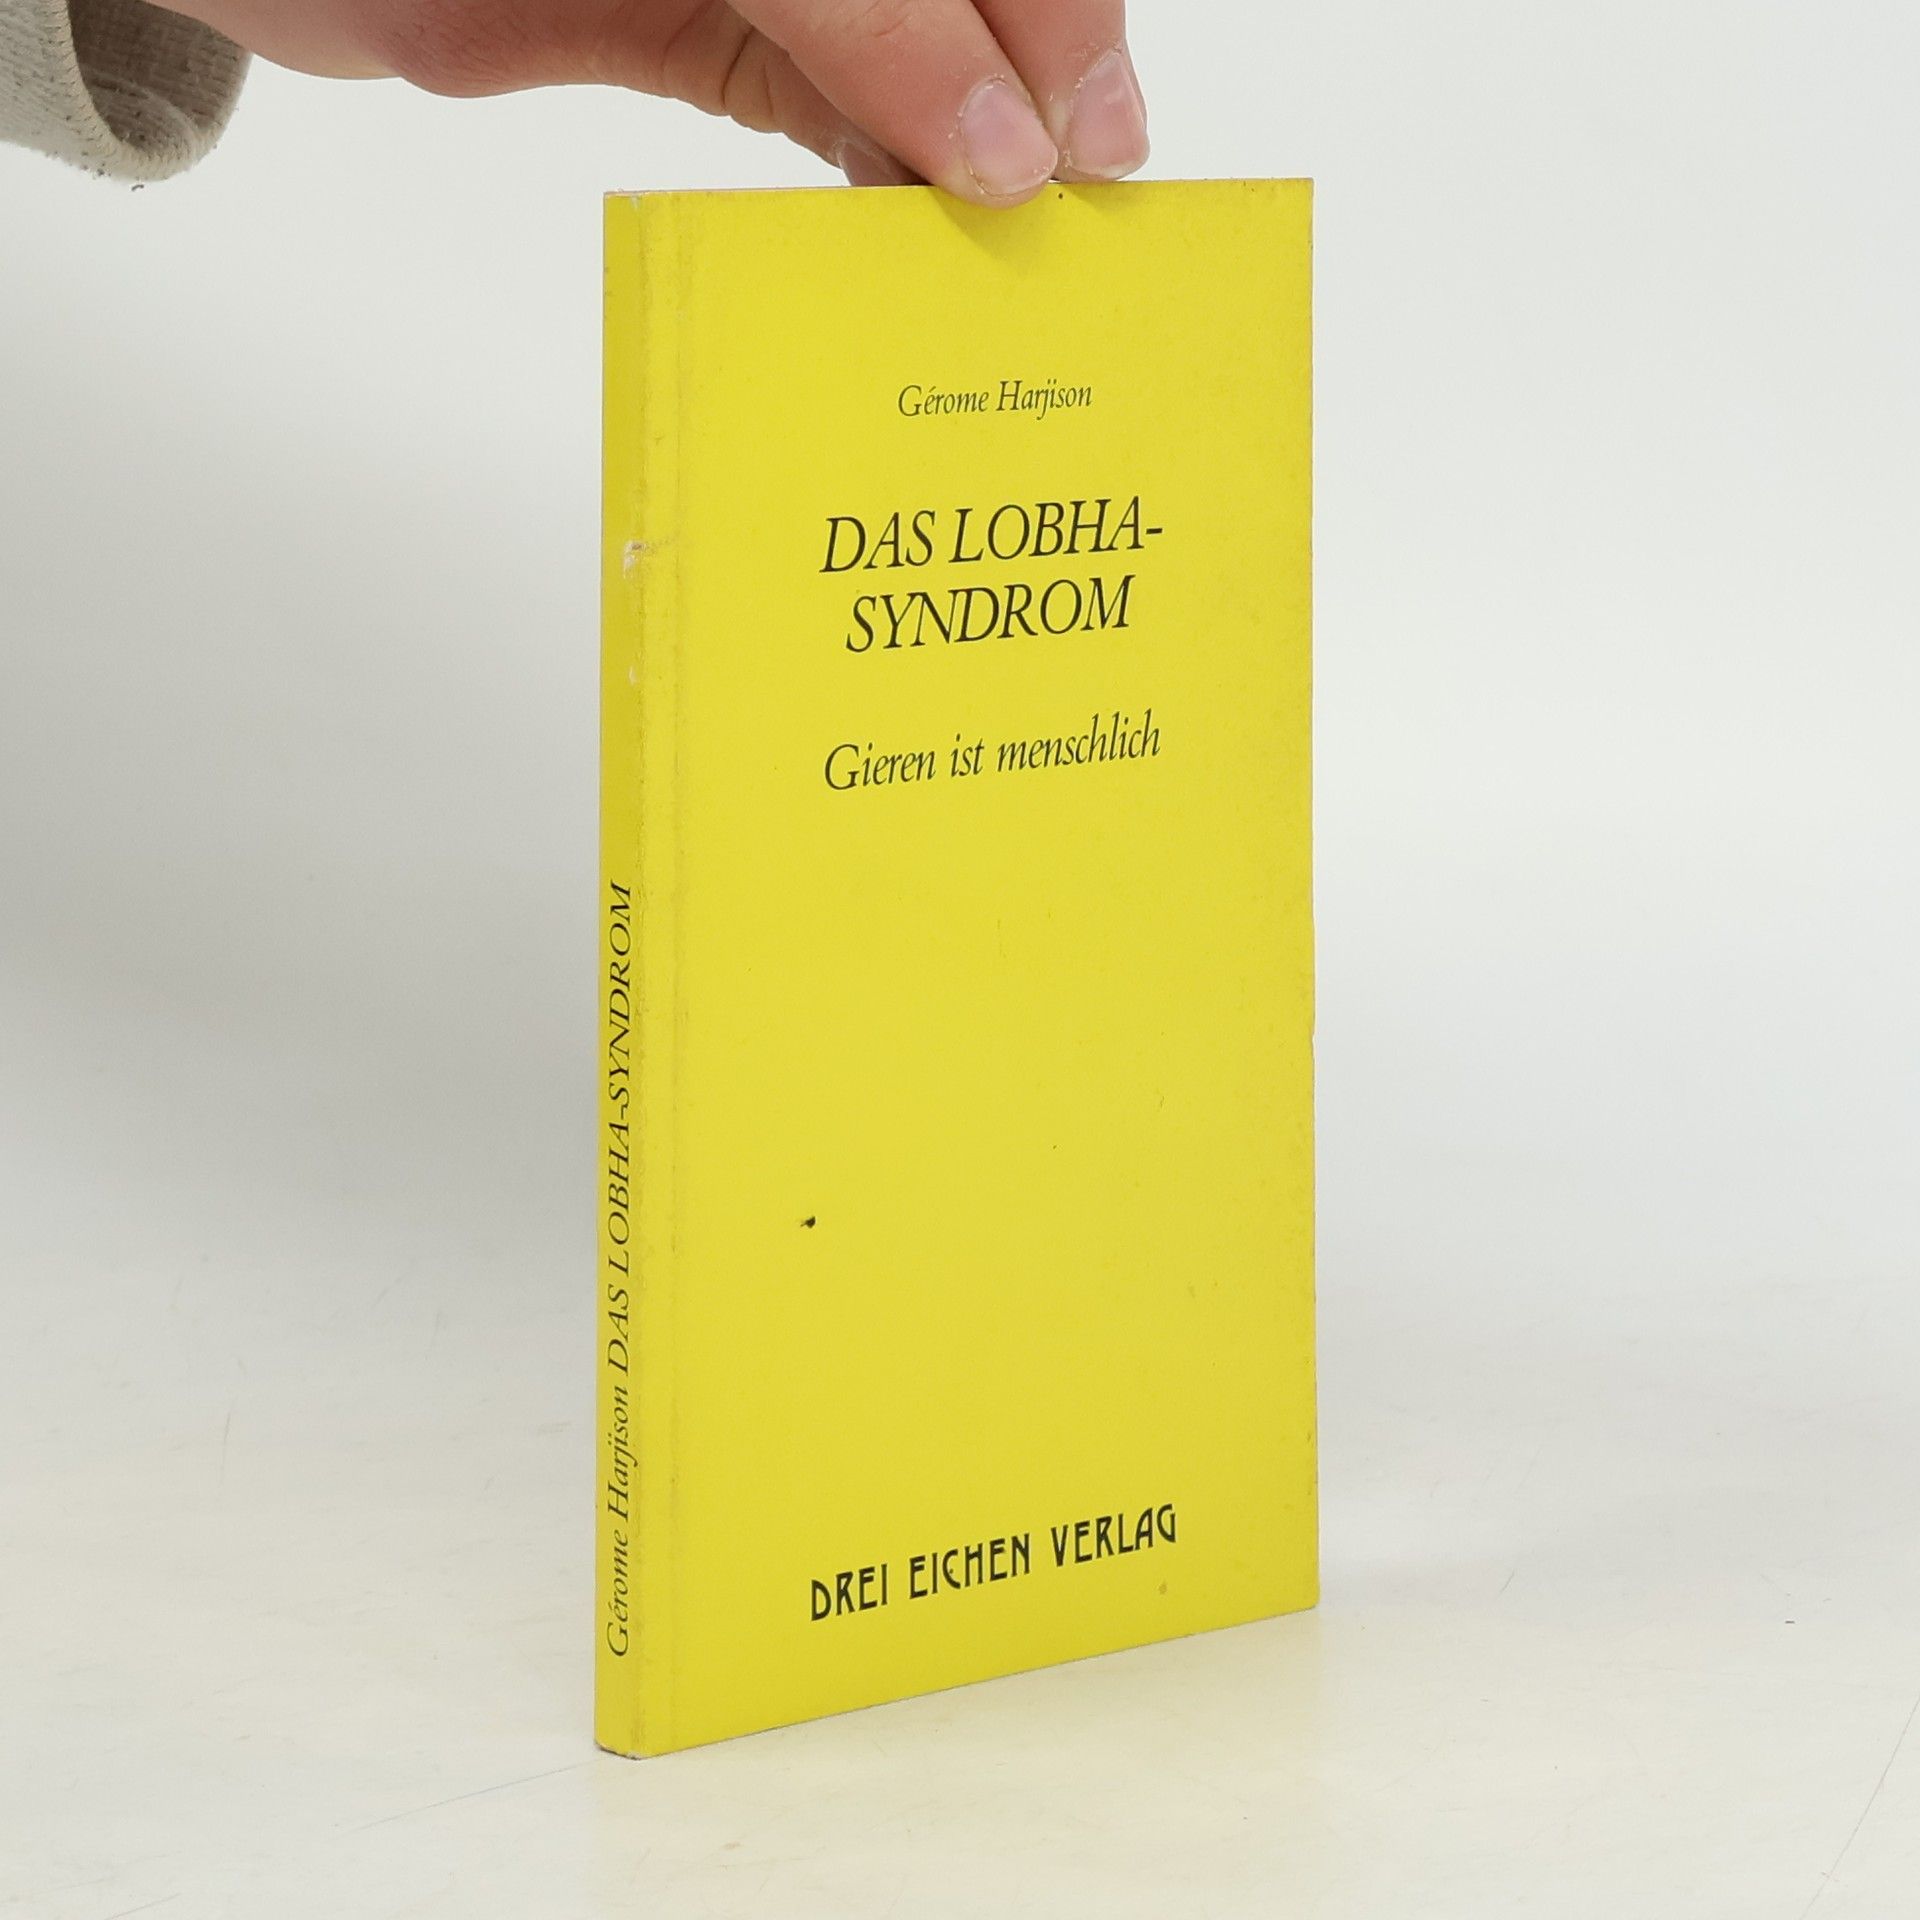 Gérome Harjison
DAS LOBHA-
SYNDROM
Gieren ist menschlich
DREI EICHEN VERLAG
Gérome Harjison DAS LOBHA-SYNDROM